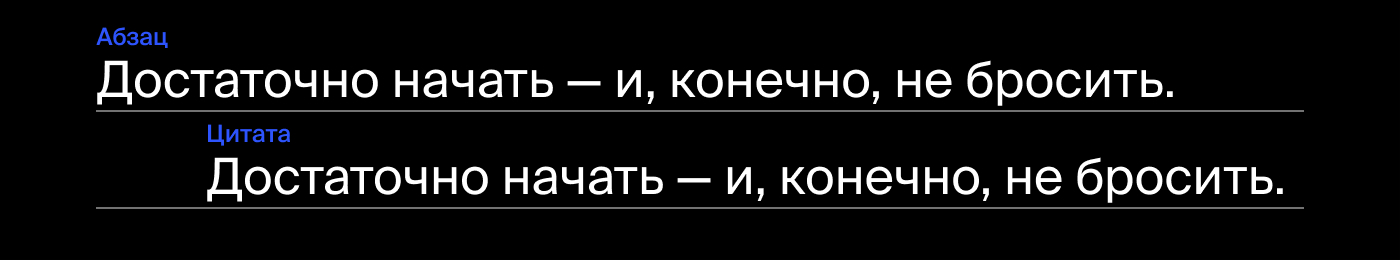 Абзац
Достаточно начать — и, конечно, не бросить.
Цитата
Достаточно начать — и, конечно, не бросить.